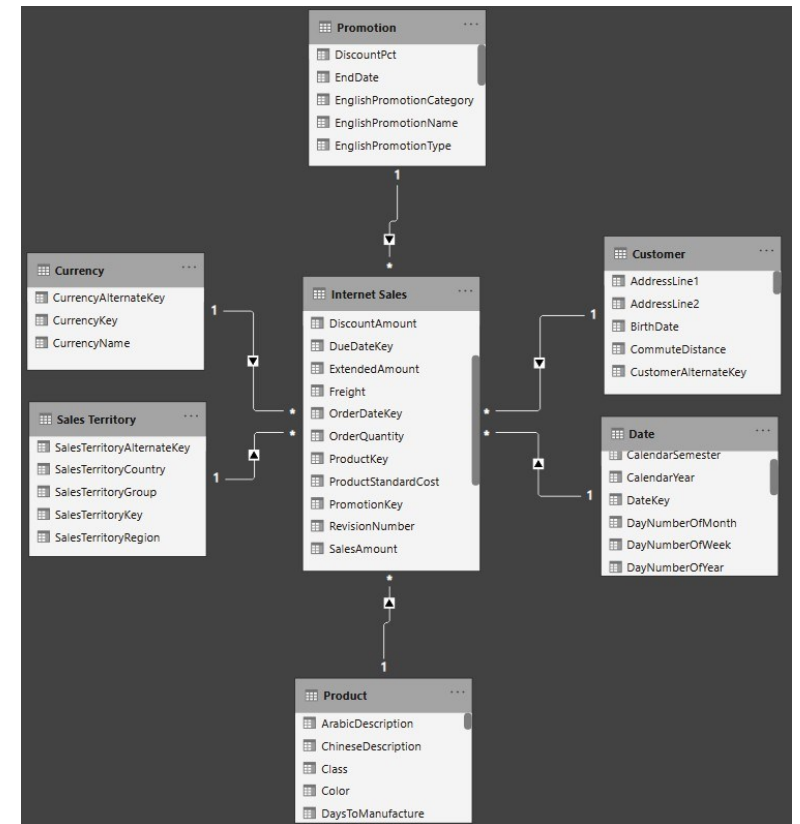 Promotion ...
DiscountPct
EndDate
EnglishPromotionCategory
EnglishPromotionName
EnglishPromotionType
1
*
Currency ...
CurrencyAlternateKey
CurrencyKey
CurrencyName
1
*
Sales Territory ...
SalesTerritoryAlternateKey
SalesTerritoryCountry
SalesTerritoryGroup
SalesTerritoryKey
SalesTerritoryRegion
1
*
Internet Sales ...
DiscountAmount
DueDateKey
ExtendedAmount
Freight
OrderDateKey
OrderQuantity
ProductKey
ProductStandardCost
PromotionKey
RevisionNumber
SalesAmount
Customer ...
AddressLine1
AddressLine2
BirthDate
CommuteDistance
CustomerAlternateKey
1
*
Date ...
CalendarSemester
CalendarYear
DateKey
DayNumberOfMonth
DayNumberOfWeek
DayNumberOfYear
1
*
*
1
Product ...
ArabicDescription
ChineseDescription
Class
Color
DaysToManufacture